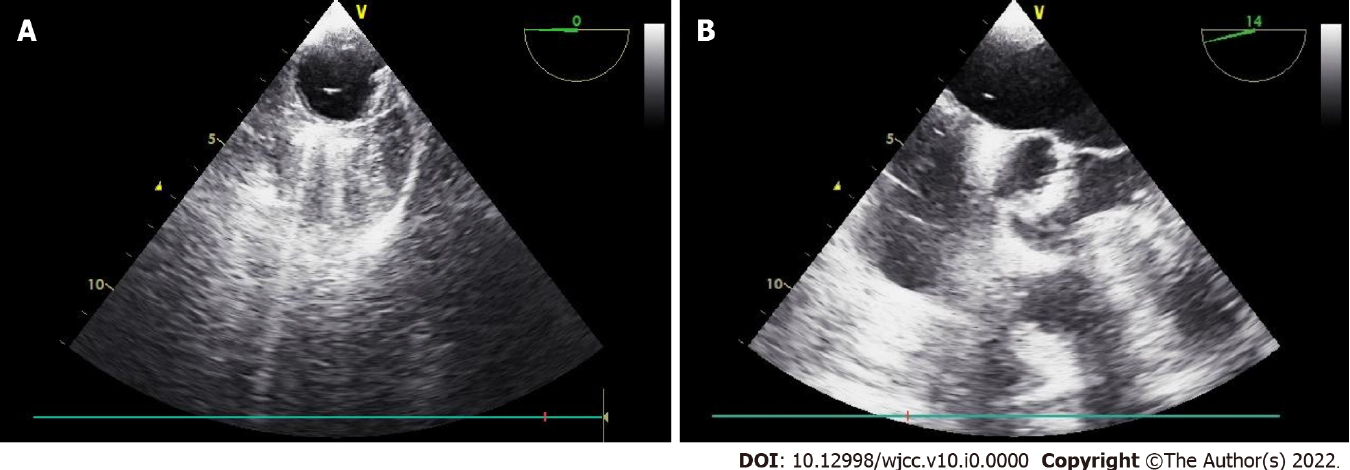 A
V
0
5
10
B
V
14
5
10
DOI: 10.12998/wjcc.v10.i0.0000 Copyright ©The Author(s) 2022.